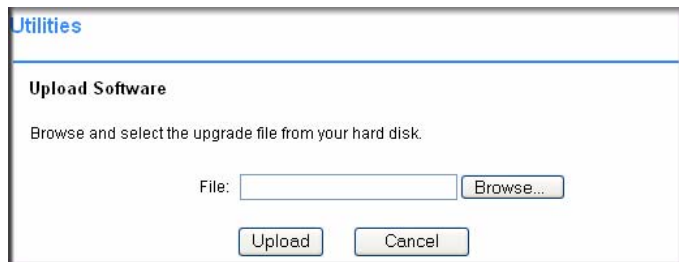 Utilities
Upload Software
Browse and select the upgrade file from your hard disk.
File: Browse...
Upload Cancel